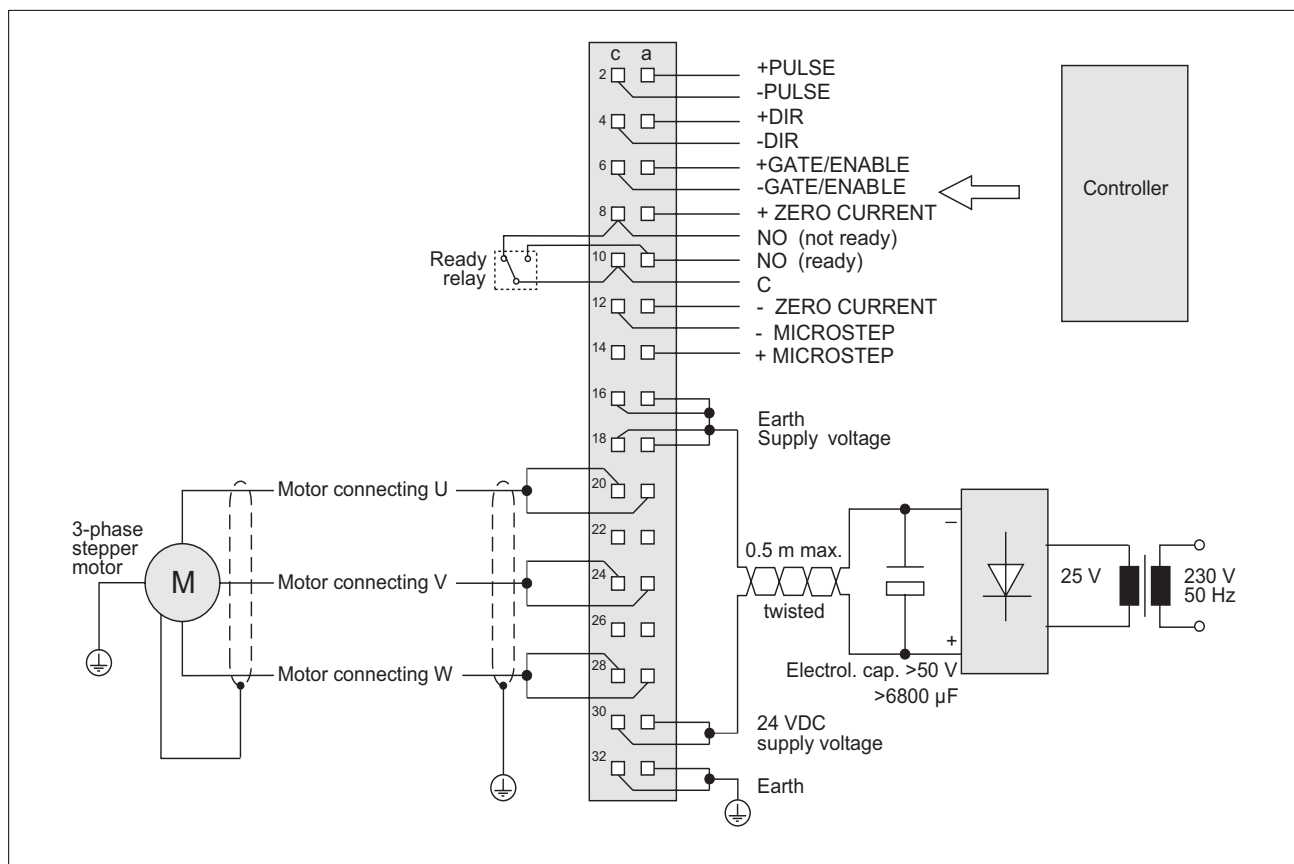 c a
2
+PULSE
-PULSE
4
+DIR
-DIR
6
+GATE/ENABLE
-GATE/ENABLE
Controller
8
+ ZERO CURRENT
NO (not ready)
Ready
relay
10
NO (ready)
C
12
- ZERO CURRENT
- MICROSTEP
14
+ MICROSTEP
16
Earth
Supply voltage
18
Motor connecting U
20
3-phase
stepper
motor
M
22
0.5 m max.
twisted
–
+
25 V
230 V
50 Hz
Motor connecting V
24
26
Motor connecting W
28
Electrol. cap. >50 V
>6800 µF
30
24 VDC
supply voltage
32
Earth